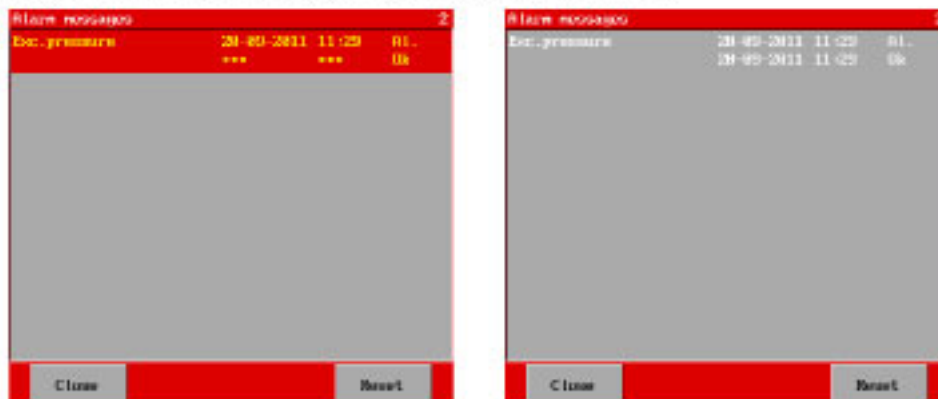 Alarm messages 2
Exc.pressure 20-09-2011 11:29 Al.
*** *** Ok
Close Reset
Alarm messages
Exc.pressure 20-09-2011 11:29 Al.
20-09-2011 11:29 Ok
Close Reset